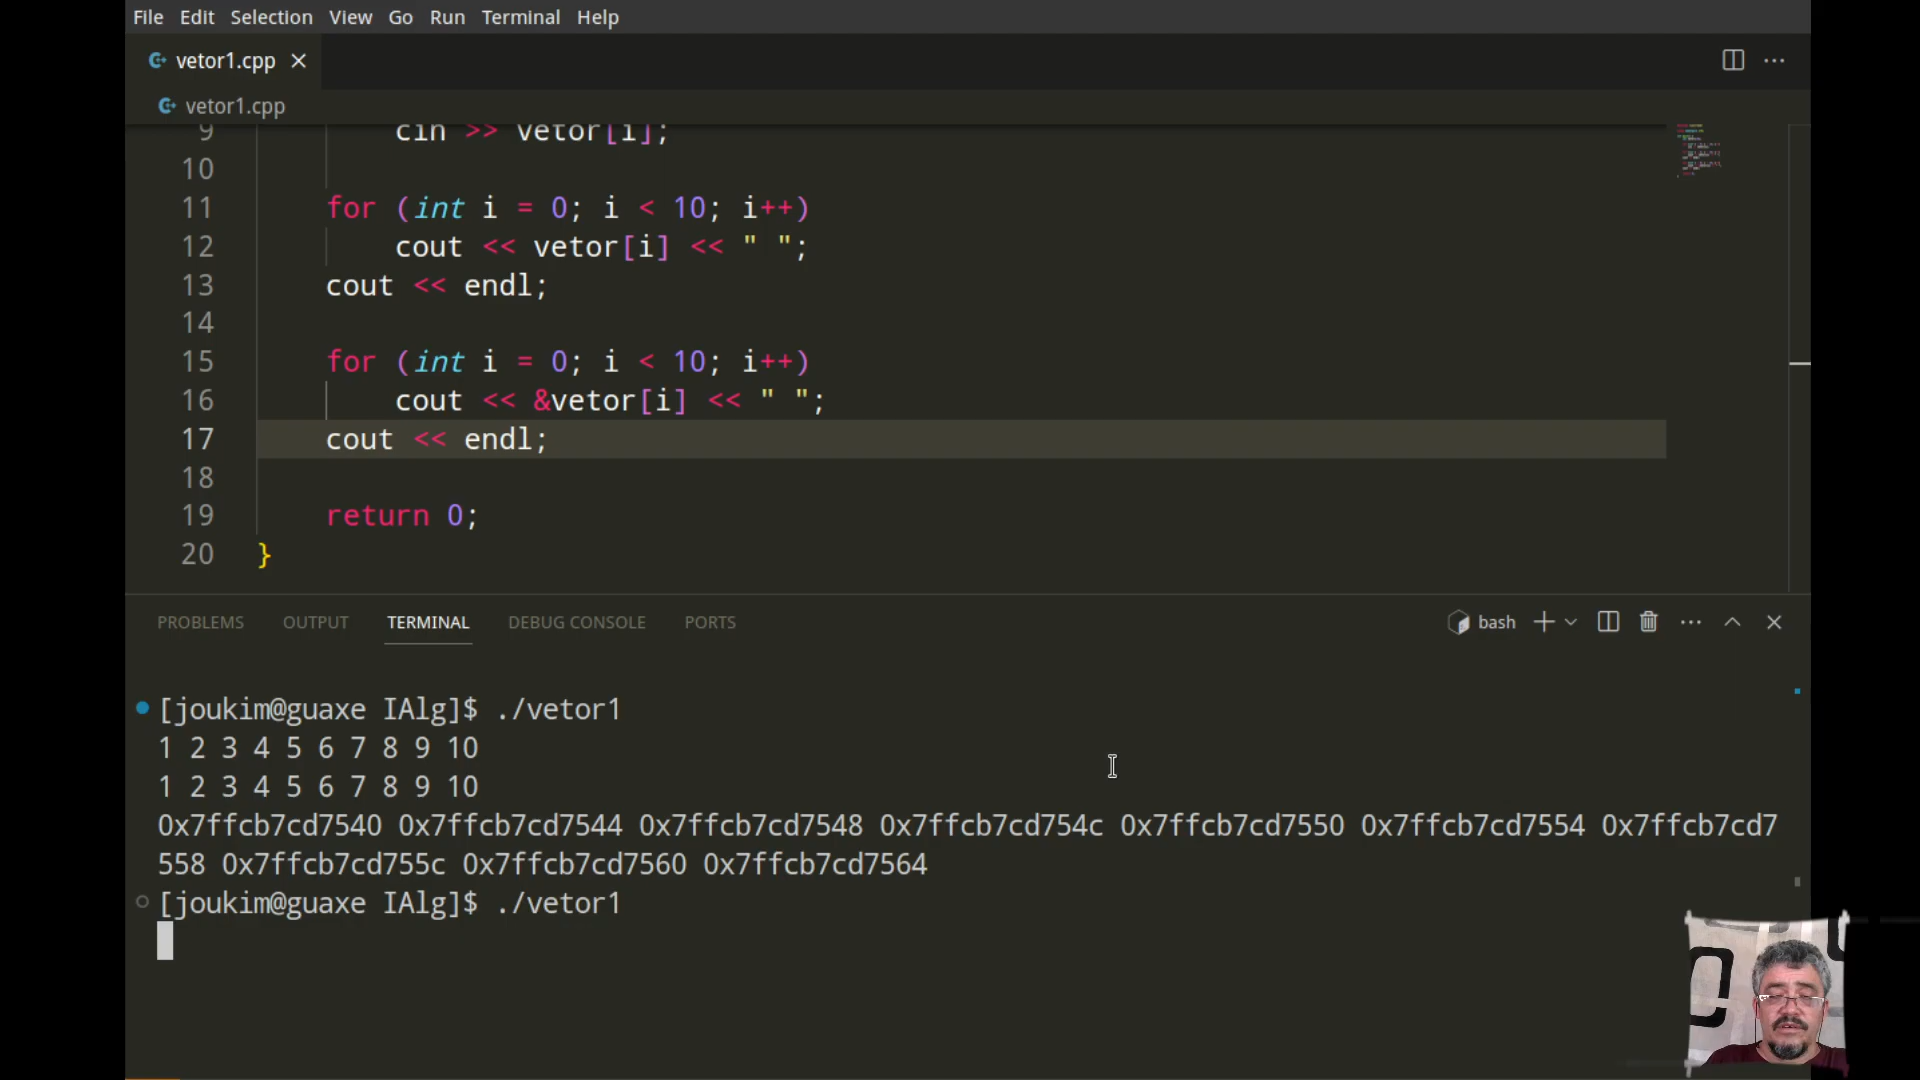 File Edit Selection View Go Run Terminal Help
vetor1.cpp
vetor1.cpp
9 cin >> vetor[i];
10
11 for (int i = 0; i < 10; i++)
12 cout << vetor[i] << " ";
13 cout << endl;
14
15 for (int i = 0; i < 10; i++)
16 cout << &vetor[i] << " ";
17 cout << endl;
18
19 return 0;
20 }
PROBLEMS OUTPUT TERMINAL DEBUG CONSOLE PORTS bash
[joukim@guaxe IAlg]$ ./vetor1
1 2 3 4 5 6 7 8 9 10
1 2 3 4 5 6 7 8 9 10
0x7ffcb7cd7540 0x7ffcb7cd7544 0x7ffcb7cd7548 0x7ffcb7cd754c 0x7ffcb7cd7550 0x7ffcb7cd7554 0x7ffcb7cd7
558 0x7ffcb7cd755c 0x7ffcb7cd7560 0x7ffcb7cd7564
[joukim@guaxe IAlg]$ ./vetor1